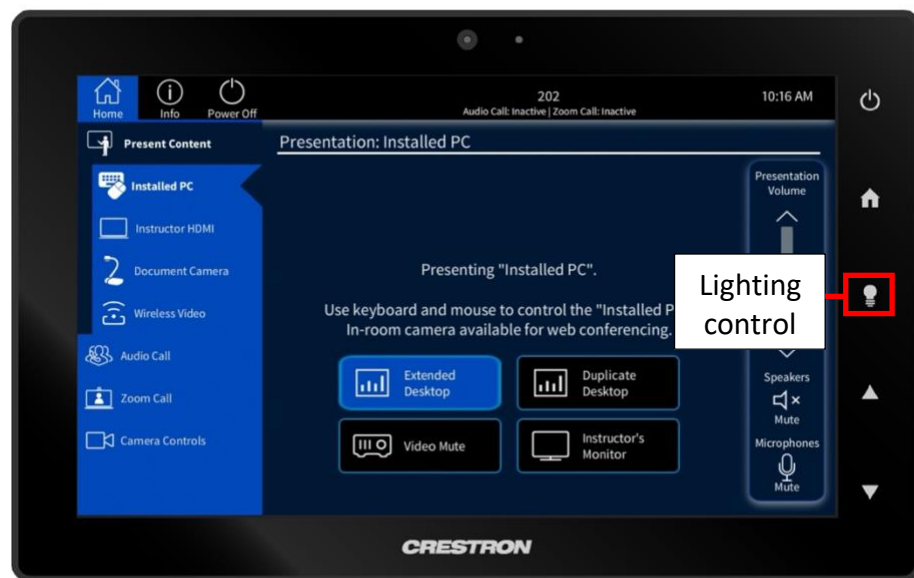 Home
Info
Power Off
202
Audio Call: Inactive | Zoom Call: Inactive
10:16 AM
Present Content
Installed PC
Instructor HDMI
Document Camera
Wireless Video
Audio Call
Zoom Call
Camera Controls
Presentation: Installed PC
Presenting "Installed PC".
Use keyboard and mouse to control the "Installed P
In-room camera available for web conferencing.
Extended
Desktop
Duplicate
Desktop
Video Mute
Instructor's
Monitor
Presentation
Volume
Lighting
control
Speakers
Mute
Microphones
Mute
CRESTRON